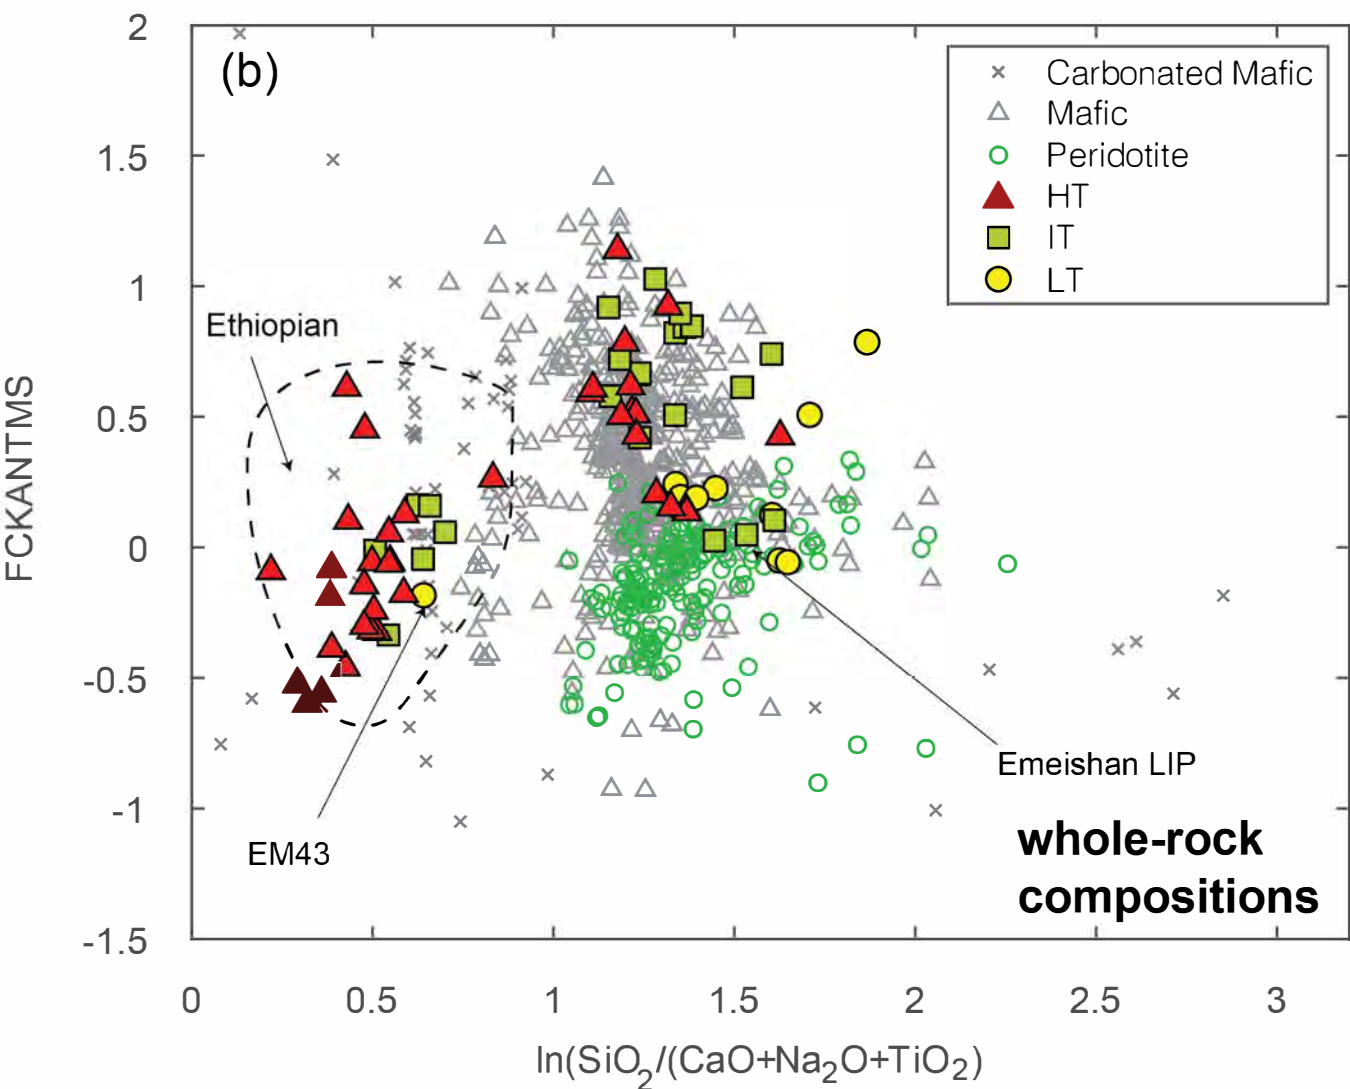 (b)
Carbonated Mafic
Mafic
Peridotite
HT
IT
LT
2
1.5
1
0.5
0
-0.5
-1
-1.5
FCKANTMS
Ethiopian
EM43
Emeishan LIP
whole-rock
compositions
0 0.5 1 1.5 2 2.5 3
ln(SiO₂/(CaO+Na₂O+TiO₂)